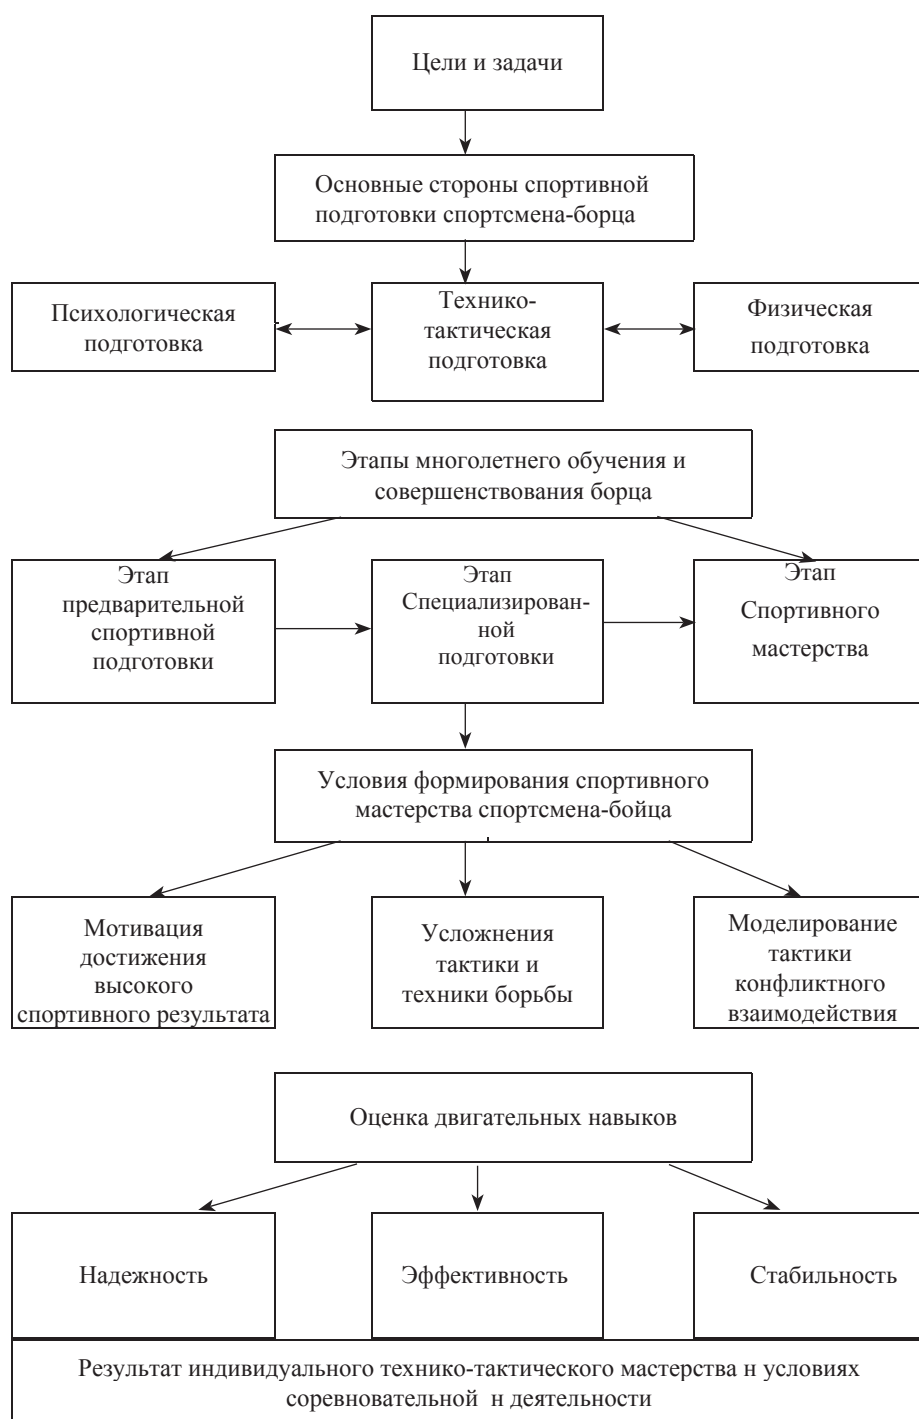 Цели и задачи
Основные стороны спортивной
подготовки спортсмена-борца
Психологическая
подготовка
Технико-
тактическая
подготовка
Физическая
подготовка
Этапы многолетнего обучения и
совершенствования борца
Этап
предварительной
спортивной
подготовки
Этап
Специализирован-
ной
подготовки
Этап
Спортивного
мастерства
Условия формирования спортивного
мастерства спортсмена-бойца
Мотивация
достижения
высокого
спортивного результата
Усложнения
тактики и
техники борьбы
Моделирование
тактики
конфликтного
взаимодействия
Оценка двигательных навыков
Надежность
Эффективность
Стабильность
Результат индивидуального технико-тактического мастерства н условиях
соревновательной н деятельности